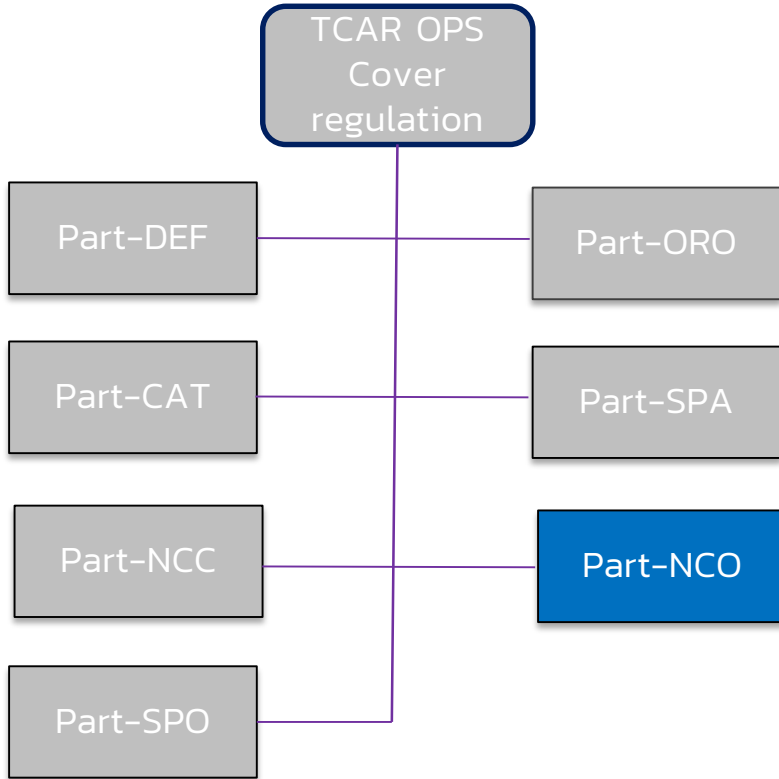 TCAR OPS
Cover
regulation
Part-DEF
Part-ORO
Part-CAT
Part-SPA
Part-NCC
Part-NCO
Part-SPO